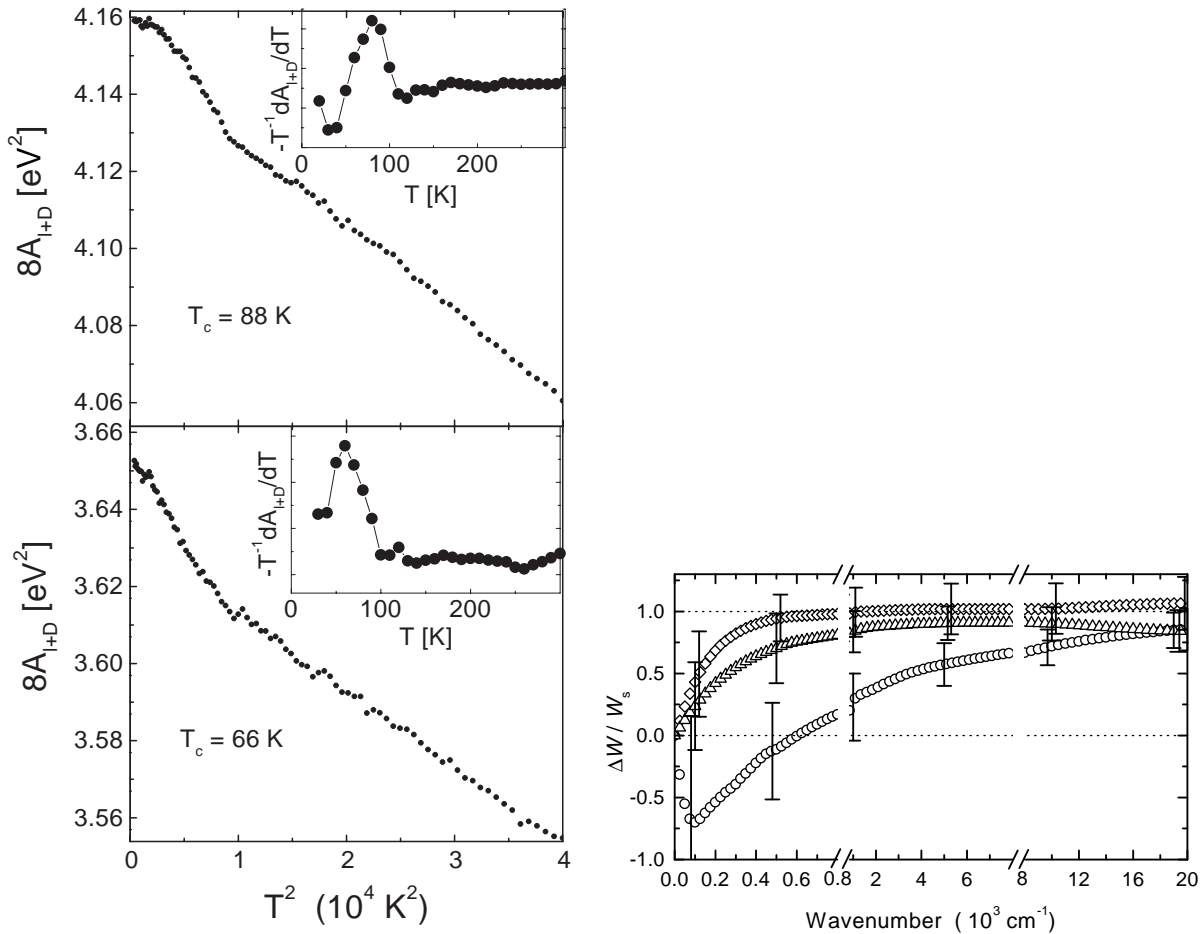 4.16
4.14
4.12
4.10
4.08
4.06
8A_{I+D} [eV^2]
T_c = 88 K
-T^{-1}dA_{I+D}/dT
0 100 200
T [K]
3.66
3.64
3.62
3.60
3.58
3.56
8A_{I+D} [eV^2]
T_c = 66 K
-T^{-1}dA_{I+D}/dT
0 100 200
T [K]
0 1 2 3 4
T^2 (10^4 K^2)
1.0
0.5
0.0
-0.5
-1.0
ΔW / W_s
0.0 0.2 0.4 0.6 0.8 2 4 6 8 12 16 20
Wavenumber ( 10^3 cm^{-1})